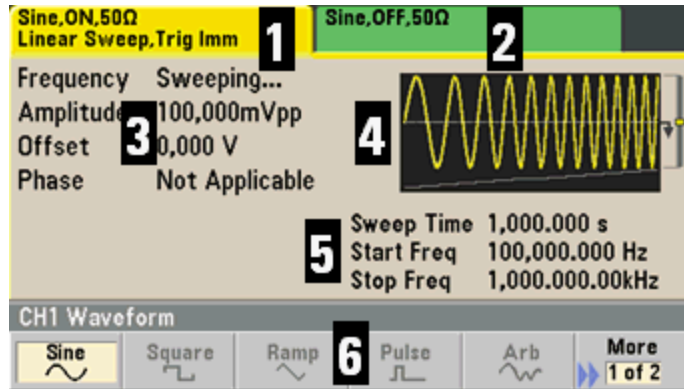 Sine,ON,50Ω
Linear Sweep,Trig Imm
1
Sine,OFF,50Ω
2
Frequency Sweeping...
Amplitude 100,000mVpp
3
Offset 0,000 V
Phase Not Applicable
4
5
Sweep Time 1,000.000 s
Start Freq 100,000.000 Hz
Stop Freq 1,000.000.00kHz
CH1 Waveform
Sine Square Ramp 6 Pulse Arb More
1 of 2